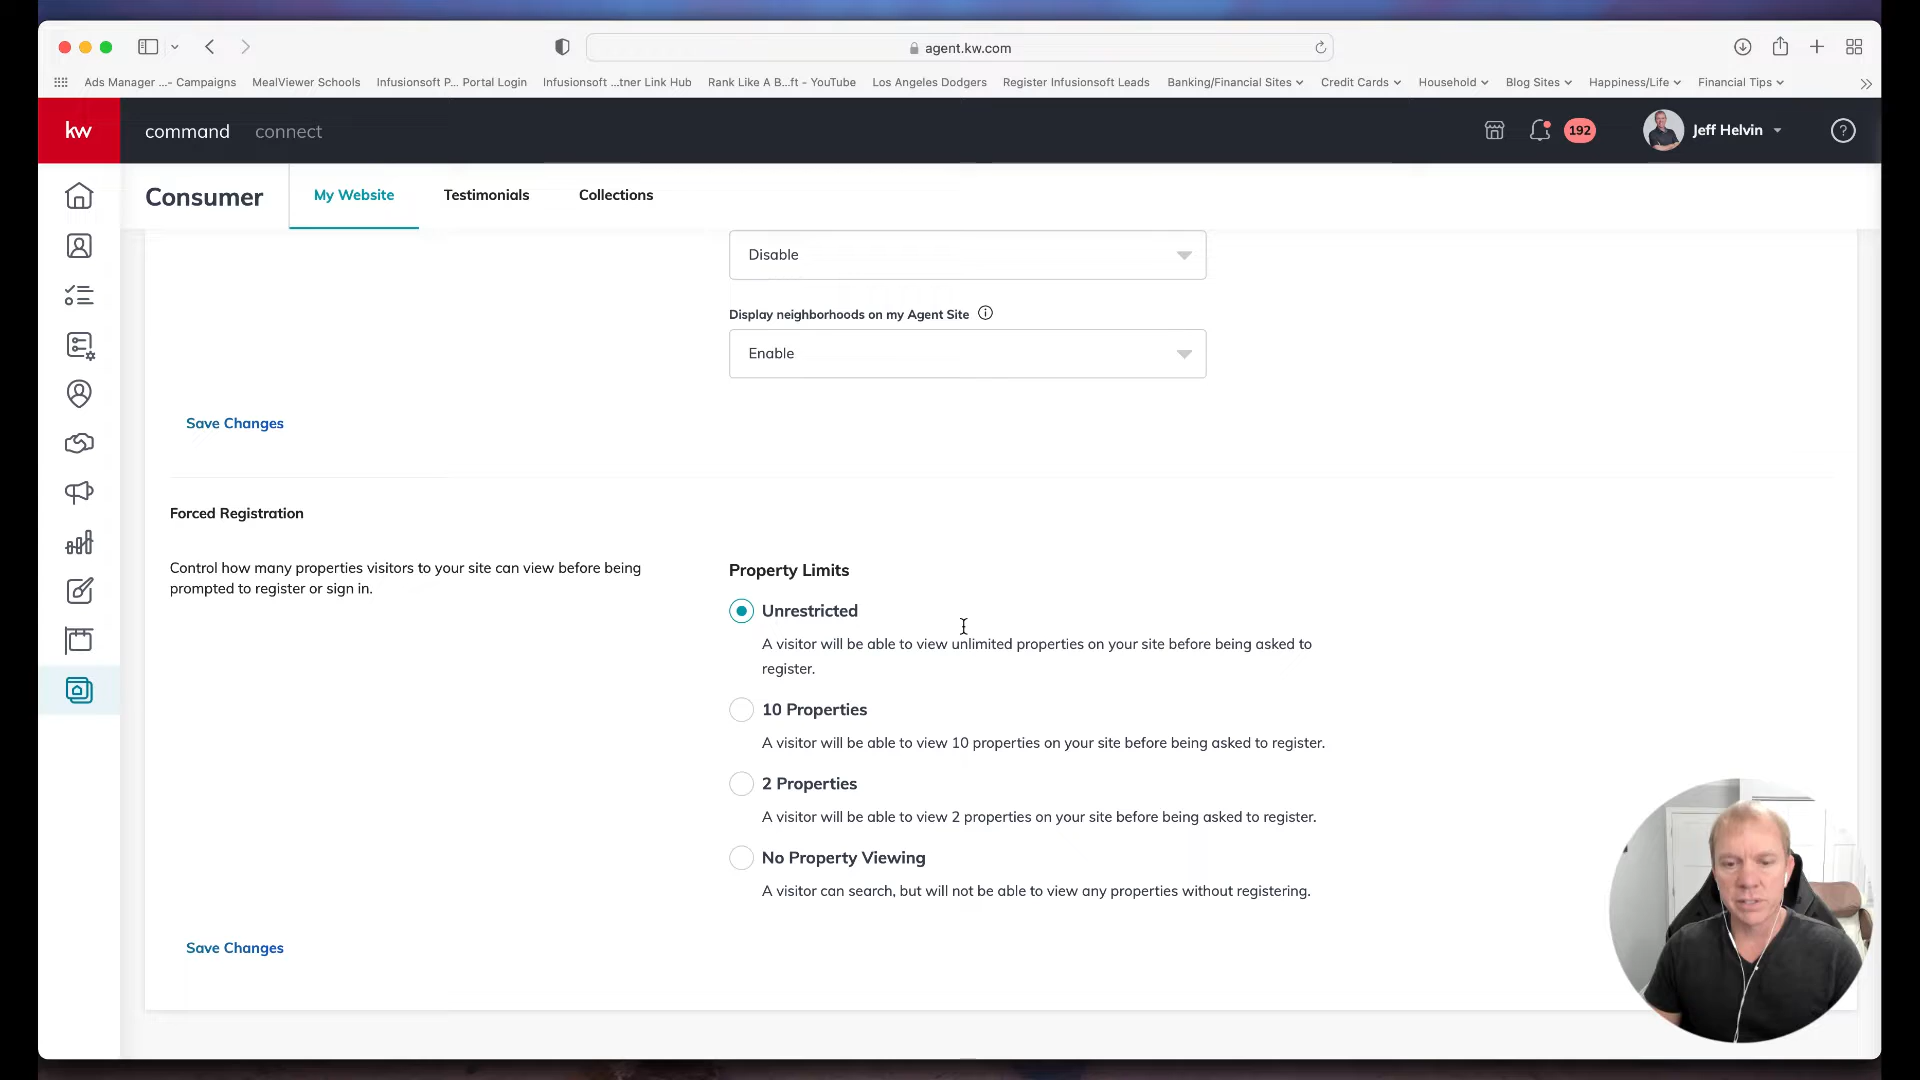 agent.kw.com
Ads Manager ...- Campaigns MealViewer Schools Infusionsoft P... Portal Login Infusionsoft ...tner Link Hub Rank Like A B...ft - YouTube Los Angeles Dodgers Register Infusionsoft Leads Banking/Financial Sites Credit Cards Household Blog Sites Happiness/Life Financial Tips
kw command connect 192 Jeff Helvin ?
Consumer My Website Testimonials Collections
Disable
Display neighborhoods on my Agent Site
Enable
Save Changes
Forced Registration
Control how many properties visitors to your site can view before being
prompted to register or sign in.
Property Limits
Unrestricted
A visitor will be able to view unlimited properties on your site before being asked to
register.
10 Properties
A visitor will be able to view 10 properties on your site before being asked to register.
2 Properties
A visitor will be able to view 2 properties on your site before being asked to register.
No Property Viewing
A visitor can search, but will not be able to view any properties without registering.
Save Changes